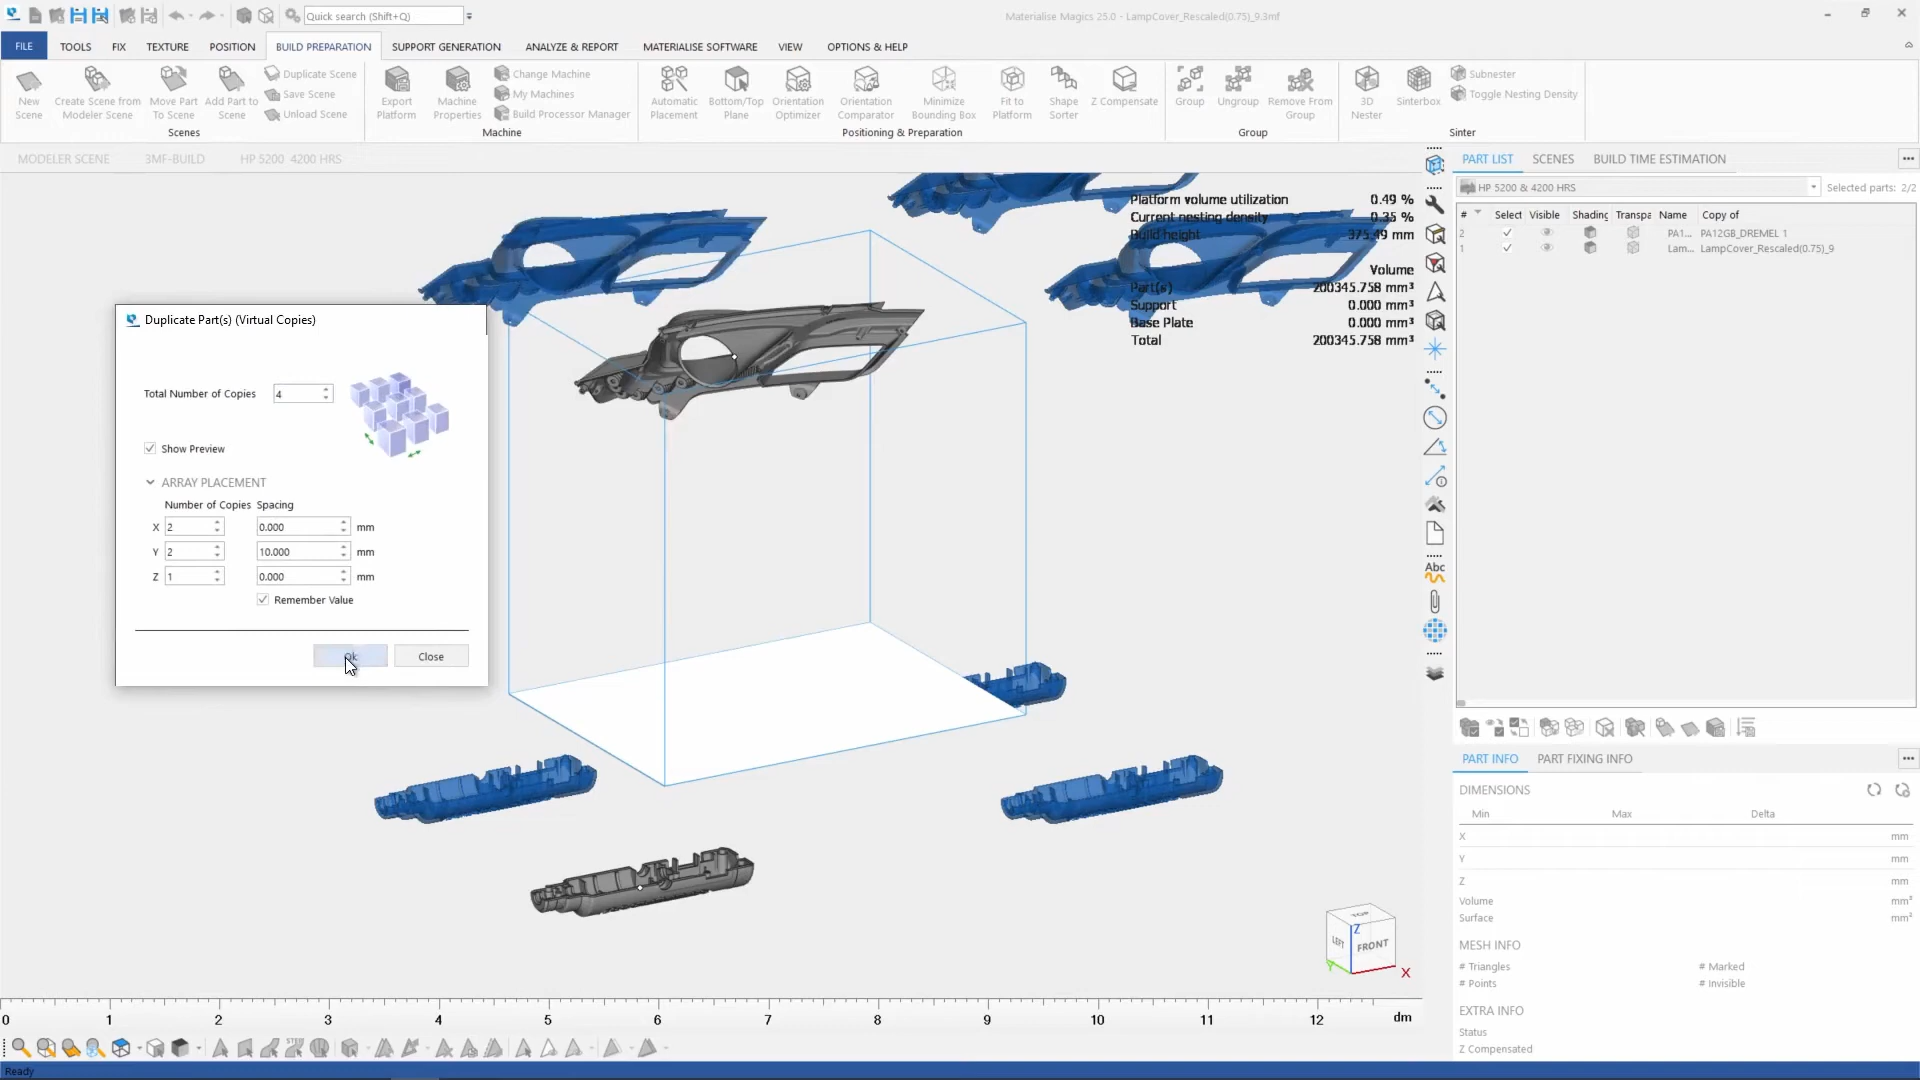 Quick search (Shift+Q)
Materialise Magics 25.0 - LampCover_Rescaled(0.75)_9.3mf
FILE TOOLS FIX TEXTURE POSITION BUILD PREPARATION SUPPORT GENERATION ANALYZE & REPORT MATERIALISE SOFTWARE VIEW OPTIONS & HELP
New Scene
Create Scene from Modeler Scene
Move Part To Scene
Add Part to Scene
Duplicate Scene
Save Scene
Unload Scene
Scenes
Export Platform
Machine Properties
Change Machine
My Machines
Build Processor Manager
Machine
Automatic Placement
Bottom/Top Plane
Orientation Optimizer
Orientation Comparator
Minimize Bounding Box
Fit to Platform
Shape Sorter
Z Compensate
Positioning & Preparation
Group
Ungroup
Remove From Group
Group
3D Nester
Sinterbox
Subnester
Toggle Nesting Density
Sinter
MODELER SCENE 3MF-BUILD HP 5200 4200 HRS
Platform volume utilization 0.49 %
Current nesting density 0.35 %
Build height 375.49 mm
Volume
Part(s) 200345.758 mm³
Support 0.000 mm³
Base Plate 0.000 mm³
Total 200345.758 mm³
Duplicate Part(s) (Virtual Copies)
Total Number of Copies 4
Show Preview
ARRAY PLACEMENT
Number of Copies Spacing
X 2 0.000 mm
Y 2 10.000 mm
Z 1 0.000 mm
Remember Value
Ok Close
TOP
LEFT FRONT
Z
Y
X
Abc
PART LIST SCENES BUILD TIME ESTIMATION
HP 5200 & 4200 HRS Selected parts: 2/2
# Select Visible Shading Transpa Name Copy of
2 PA1... PA12GB_DREMEL 1
1 Lam... LampCover_Rescaled(0.75)_9
PART INFO PART FIXING INFO
DIMENSIONS
Min Max Delta
X mm
Y mm
Z mm
Volume mm³
Surface mm²
MESH INFO
# Triangles # Marked
# Points # Invisible
EXTRA INFO
Status
Z Compensated
0 1 2 3 4 5 6 7 8 9 10 11 12 dm
Ready